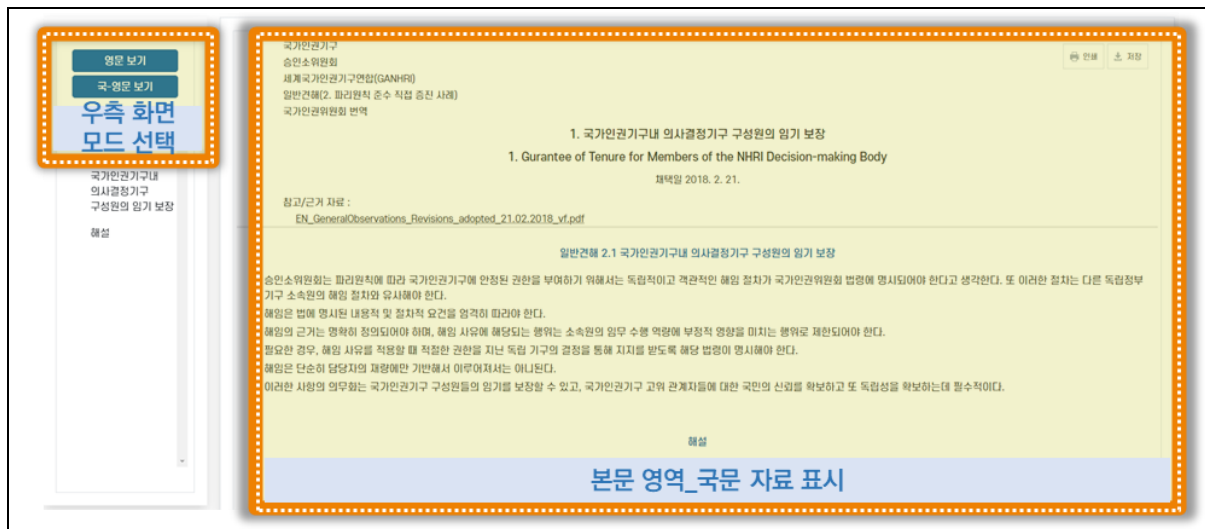 영문 보기
국-영문 보기
우측 화면
모드 선택
국가인권기구내
의사결정기구
구성원의 임기 보장
해설
국가인권기구
승인소위원회
세계국가인권기구연합(GANHRI)
일반견해(2. 파리원칙 준수 직접 증진 사례)
국가인권위원회 번역
인쇄
저장
1. 국가인권기구내 의사결정기구 구성원의 임기 보장
1. Gurantee of Tenure for Members of the NHRI Decision-making Body
채택일 2018. 2. 21.
참고/근거 자료 :
EN_GeneralObservations_Revisions_adopted_21.02.2018_vf.pdf
일반견해 2.1 국가인권기구내 의사결정기구 구성원의 임기 보장
승인소위원회는 파리원칙에 따라 국가인권기구에 안정된 권한을 부여하기 위해서는 독립적이고 객관적인 해임 절차가 국가인권위원회 법령에 명시되어야 한다고 생각한다. 또 이러한 절차는 다른 독립정부
기구 소속원의 해임 절차와 유사해야 한다.
해임은 법에 명시된 내용적 및 절차적 요건을 엄격히 따라야 한다.
해임의 근거는 명확히 정의되어야 하며, 해임 사유에 해당되는 행위는 소속원의 임무 수행 역량에 부정적 영향을 미치는 행위로 제한되어야 한다.
필요한 경우, 해임 사유를 적용할 때 적절한 권한을 지닌 독립 기구의 결정을 통해 지지를 받도록 해당 법령이 명시해야 한다.
해임은 단순히 담당자의 재량에만 기반해서 이루어져서는 아니된다.
이러한 사항의 의무화는 국가인권기구 구성원들의 임기를 보장할 수 있고, 국가인권기구 고위 관계자들에 대한 국민의 신뢰를 확보하고 또 독립성을 확보하는데 필수적이다.
해설
본문 영역_국문 자료 표시